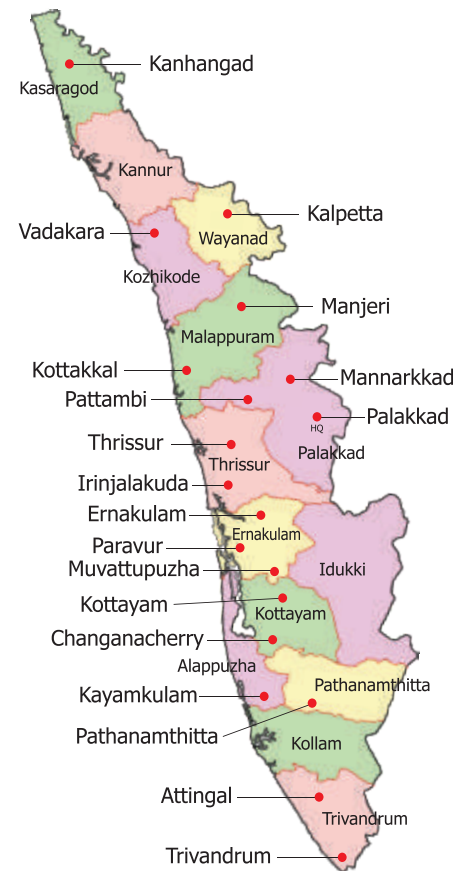 Kanhangad
Kasaragod
Kannur
Kalpetta
Vadakara
Wayanad
Kozhikode
Manjeri
Malappuram
Kottakkal
Mannarkkad
Pattambi
Palakkad
HQ
Thrissur
Palakkad
Thrissur
Irinjalakuda
Ernakulam
Ernakulam
Paravur
Muvattupuzha
Idukki
Kottayam
Kottayam
Changanacherry
Alappuzha
Pathanamthitta
Kayamkulam
Pathanamthitta
Kollam
Attingal
Trivandrum
Trivandrum